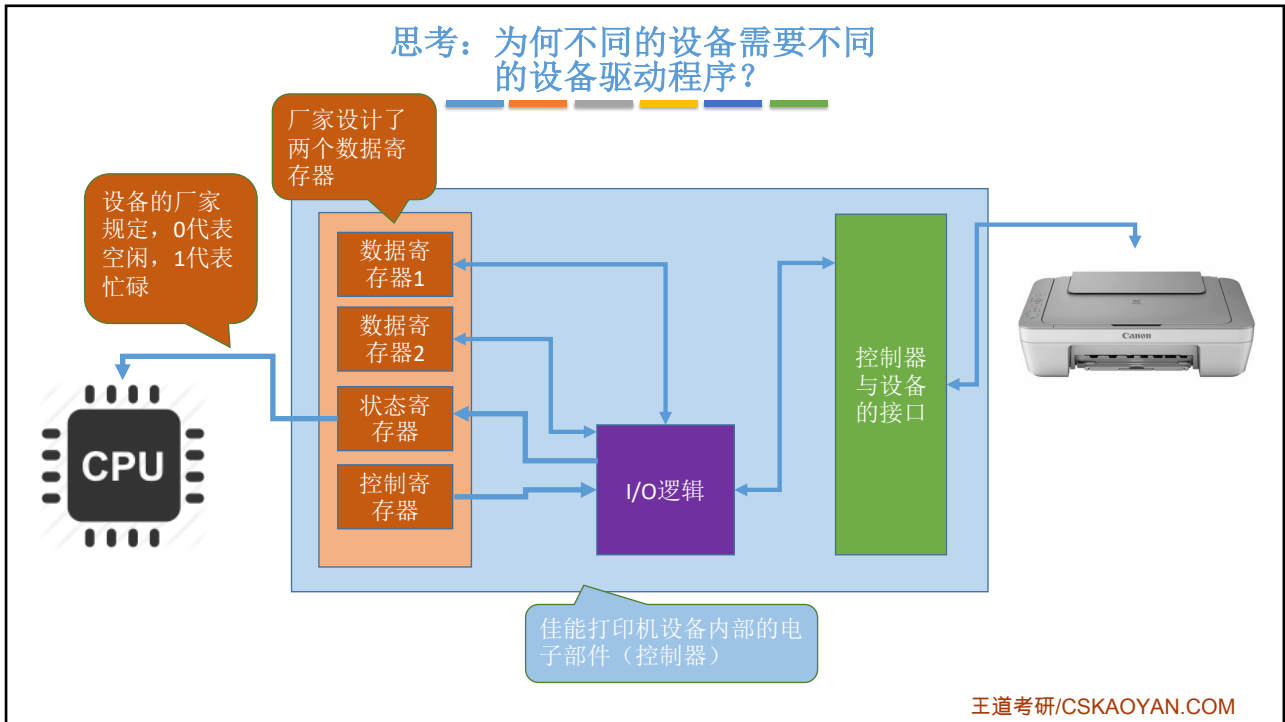 思考：为何不同的设备需要不同
的设备驱动程序？
厂家设计了
两个数据寄
存器
设备的厂家
规定，0代表
空闲，1代表
忙碌
数据寄
存器1
数据寄
存器2
状态寄
存器
控制寄
存器
CPU
I/O逻辑
控制器
与设备
的接口
Canon
佳能打印机设备内部的电
子部件（控制器）
王道考研/CSKAOYAN.COM